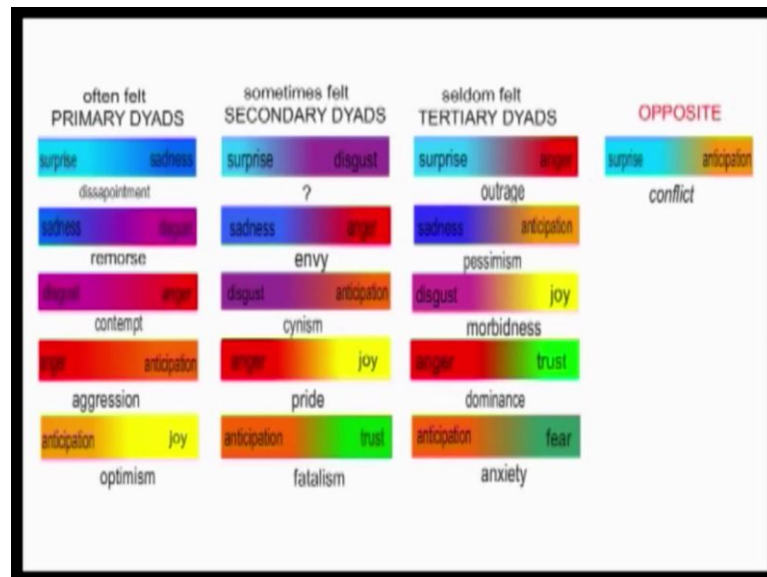 often felt
PRIMARY DYADS
surprise sadness
dissapointment
sadness disgust
remorse
disgust anger
contempt
anger anticipation
aggression
anticipation joy
optimism
sometimes felt
SECONDARY DYADS
surprise disgust
?
sadness anger
envy
disgust anticipation
cynism
anger joy
pride
anticipation trust
fatalism
seldom felt
TERTIARY DYADS
surprise anger
outrage
sadness anticipation
pessimism
disgust joy
morbidness
anger trust
dominance
anticipation fear
anxiety
OPPOSITE
surprise anticipation
conflict